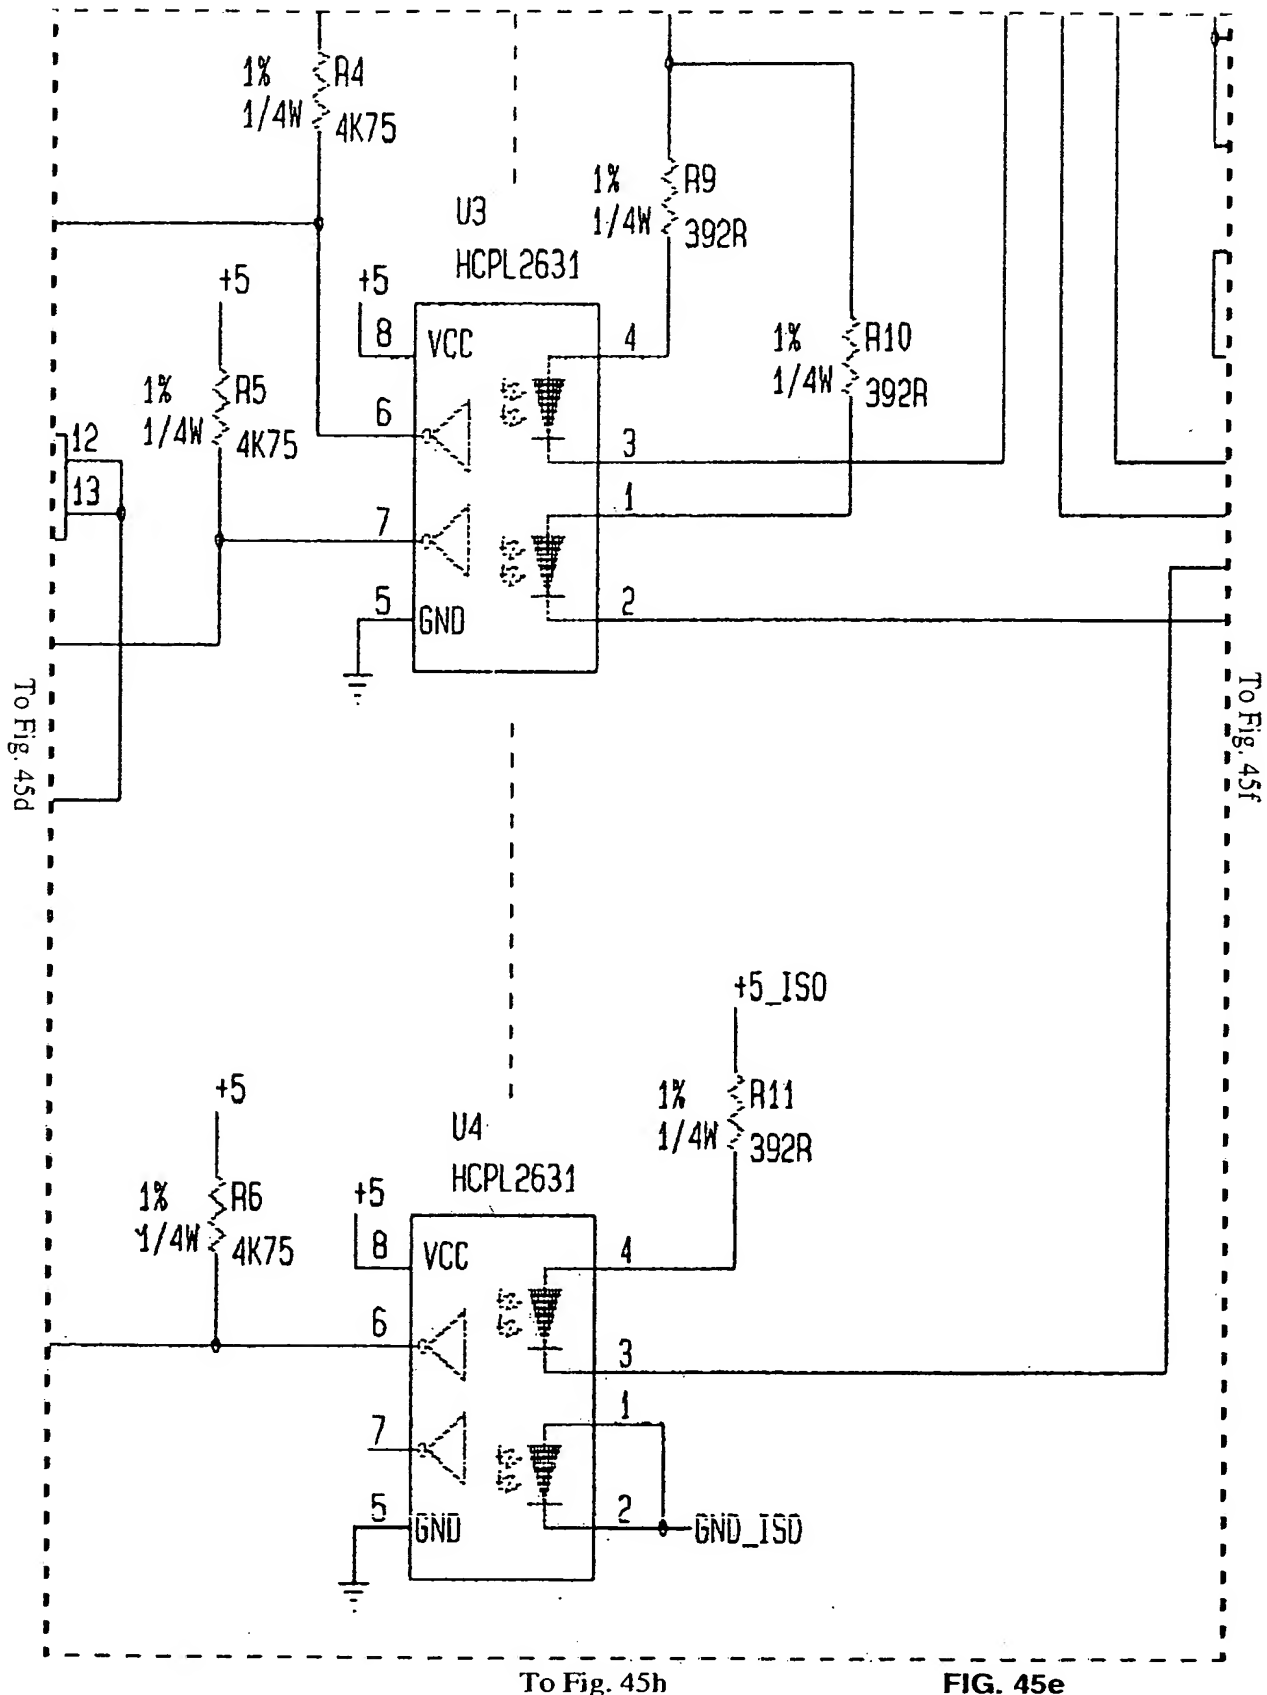 1% R4
1/4W 4K75
1% R9
1/4W 392R
U3
HCPL2631
+5
+5
8 VCC
4
1% R10
1/4W 392R
1% R5
1/4W 4K75
6
3
12
13
1
7
5 GND
2
To Fig. 45d
To Fig. 45f
+5_ISO
1% R11
1/4W 392R
+5
U4
HCPL2631
1% R6
1/4W 4K75
+5
8 VCC
4
6
3
1
7
5 GND
2
GND_ISO
To Fig. 45h
FIG. 45e